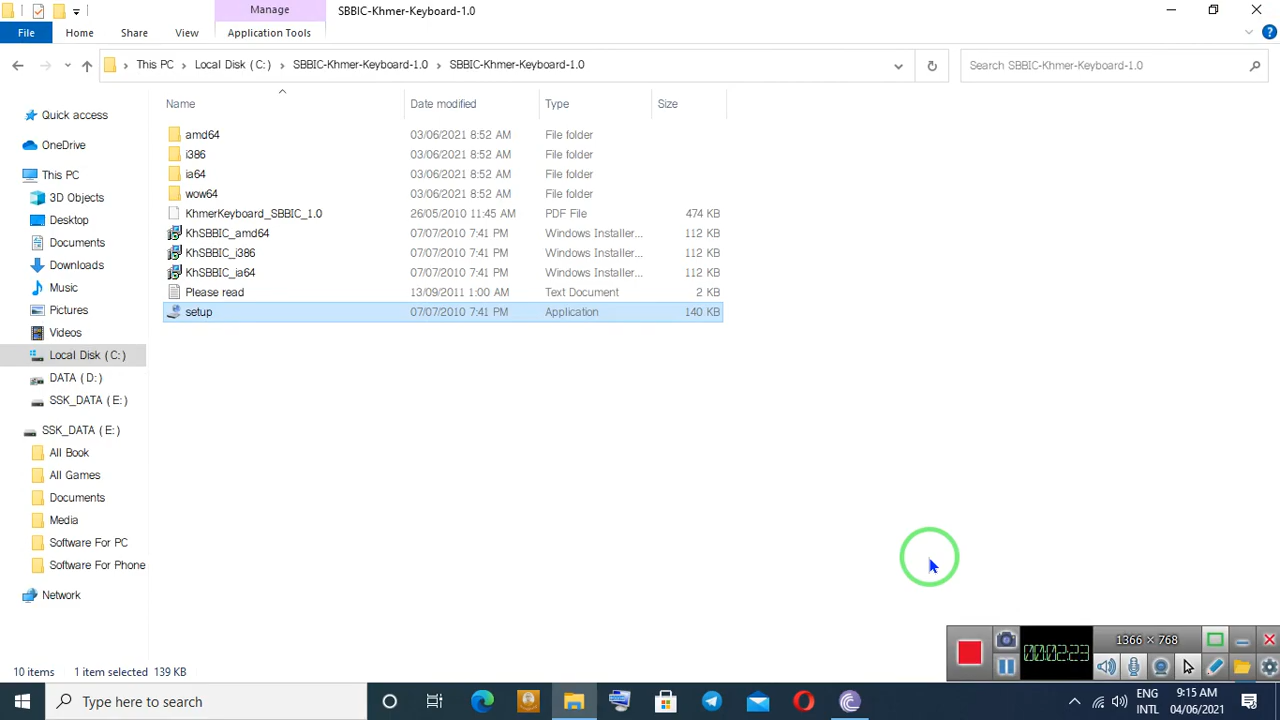 Manage
SBBIC-Khmer-Keyboard-1.0
File
Home
Share
View
Application Tools
This PC
Local Disk (C:)
SBBIC-Khmer-Keyboard-1.0
SBBIC-Khmer-Keyboard-1.0
Search SBBIC-Khmer-Keyboard-1.0
Name
Date modified
Type
Size
amd64 03/06/2021 8:52 AM File folder
i386 03/06/2021 8:52 AM File folder
ia64 03/06/2021 8:52 AM File folder
wow64 03/06/2021 8:52 AM File folder
KhmerKeyboard_SBBIC_1.0 26/05/2010 11:45 AM PDF File 474 KB
KhSBBIC_amd64 07/07/2010 7:41 PM Windows Installer... 112 KB
KhSBBIC_i386 07/07/2010 7:41 PM Windows Installer... 112 KB
KhSBBIC_ia64 07/07/2010 7:41 PM Windows Installer... 112 KB
Please read 13/09/2011 1:00 AM Text Document 2 KB
setup 07/07/2010 7:41 PM Application 140 KB
Quick access
OneDrive
This PC
3D Objects
Desktop
Documents
Downloads
Music
Pictures
Videos
Local Disk (C:)
DATA (D:)
SSK_DATA (E:)
SSK_DATA (E:)
All Book
All Games
Documents
Media
Software For PC
Software For Phone
Network
1366 × 768
00:02:23
10 items 1 item selected 139 KB
Type here to search
ENG
INTL
9:15 AM
04/06/2021